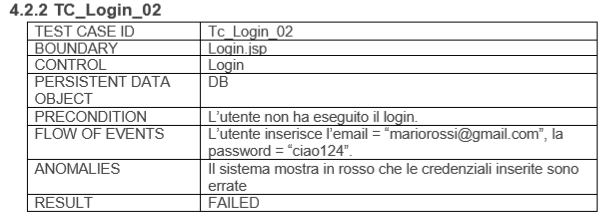 4.2.2 TC_Login_02
TEST CASE ID Tc_Login_02
BOUNDARY Login.jsp
CONTROL Login
PERSISTENT DATA DB
OBJECT
PRECONDITION L’utente non ha eseguito il login.
FLOW OF EVENTS L’utente inserisce l’email = “mariorossi@gmail.com”, la
password = “ciao124”.
ANOMALIES Il sistema mostra in rosso che le credenziali inserite sono
errate
RESULT FAILED